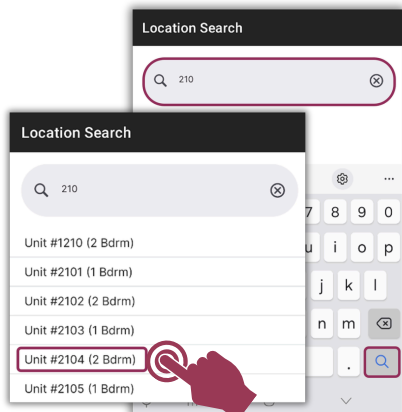 Location Search
210
Location Search
210
Unit #1210 (2 Bdrm)
Unit #2101 (1 Bdrm)
Unit #2102 (2 Bdrm)
Unit #2103 (1 Bdrm)
Unit #2104 (2 Bdrm)
Unit #2105 (1 Bdrm)
7 8 9 0
u i o p
j k l
n m
.